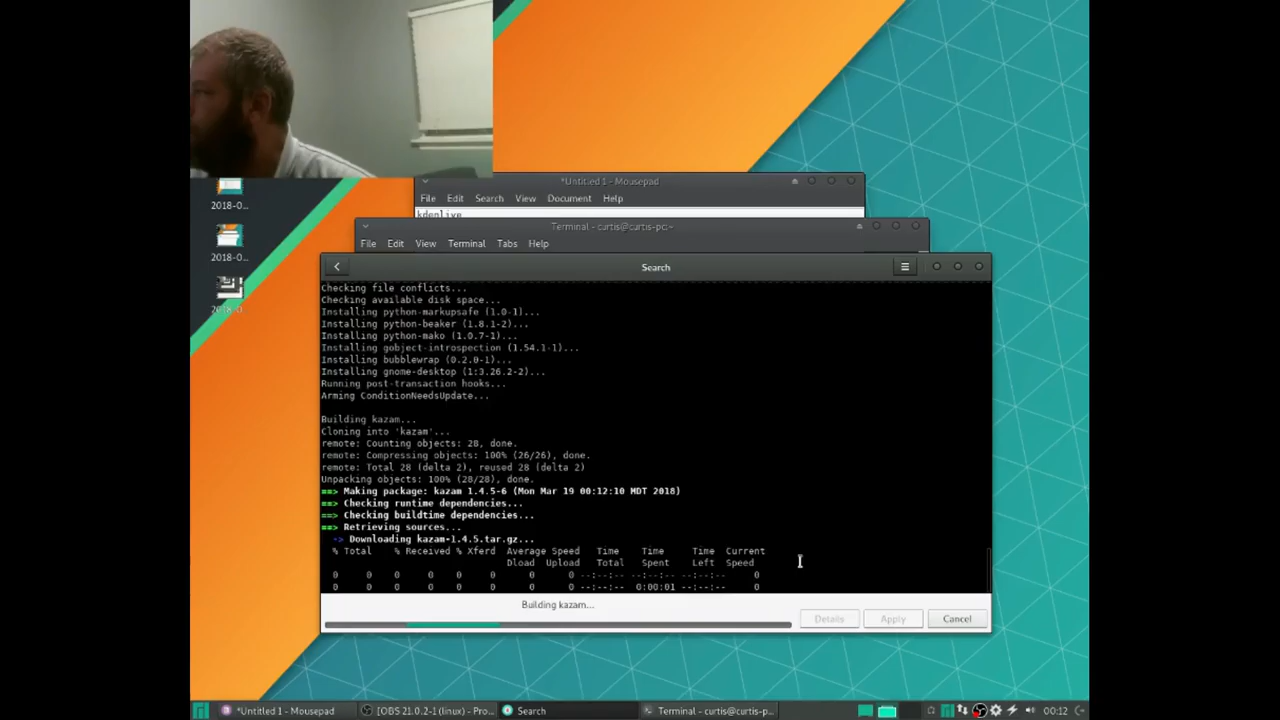 *Untitled 1 - Mousepad
File Edit Search View Document Help
kdenlive
2018-0...
2018-0...
Terminal - curtis@curtis-pc:~
File Edit View Terminal Tabs Help
Search
Checking file conflicts...
Checking available disk space...
Installing python-markupsafe (1.0-1)...
Installing python-beaker (1.8.1-2)...
Installing python-mako (1.0.7-1)...
Installing gobject-introspection (1.54.1-1)...
Installing bubblewrap (0.2.0-1)...
Installing gnome-desktop (1:3.26.2-2)...
Running post-transaction hooks...
Arming ConditionNeedsUpdate...
Building kazam...
Cloning into 'kazam'...
remote: Counting objects: 28, done.
remote: Compressing objects: 100% (26/26), done.
remote: Total 28 (delta 2), reused 28 (delta 2)
Unpacking objects: 100% (28/28), done.
==> Making package: kazam 1.4.5-6 (Mon Mar 19 00:12:10 MDT 2018)
==> Checking runtime dependencies...
==> Checking buildtime dependencies...
==> Retrieving sources...
-> Downloading kazam-1.4.5.tar.gz...
% Total % Received % Xferd Average Speed Time Time Time Current
Dload Upload Total Spent Left Speed
0 0 0 0 0 0 0 0 --:--:-- --:--:-- --:--:-- 0
0 0 0 0 0 0 0 0 --:--:-- 0:00:01 --:--:-- 0
Building kazam...
Details Apply Cancel
*Untitled 1 - Mousepad [OBS 21.0.2-1 (linux) - Pro... Search Terminal - curtis@curtis-p... 00:12